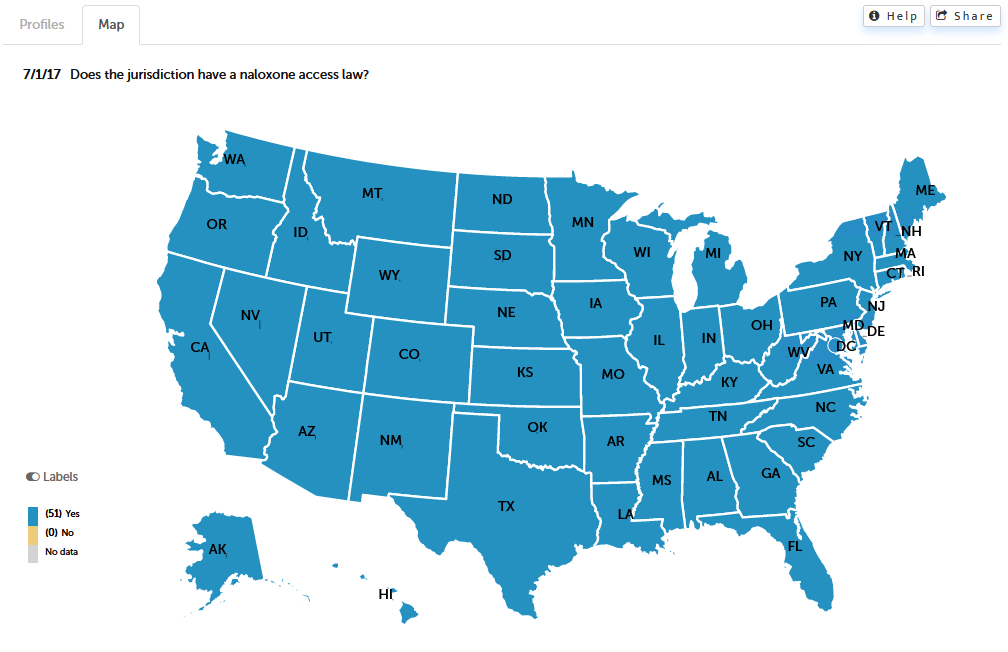 Profiles
Map
Help
Share
7/1/17 Does the jurisdiction have a naloxone access law?
WA
MT
ND
MN
ME
OR
ID
SD
WI
MI
VT
NH
WY
NY
MA
CT
RI
NV
NE
IA
PA
NJ
UT
CO
IL
IN
OH
MD
DE
CA
KS
MO
WV
DC
VA
KY
AZ
NM
OK
AR
TN
NC
SC
MS
AL
GA
TX
LA
FL
Labels
(51) Yes
(0) No
No data
AK
HI